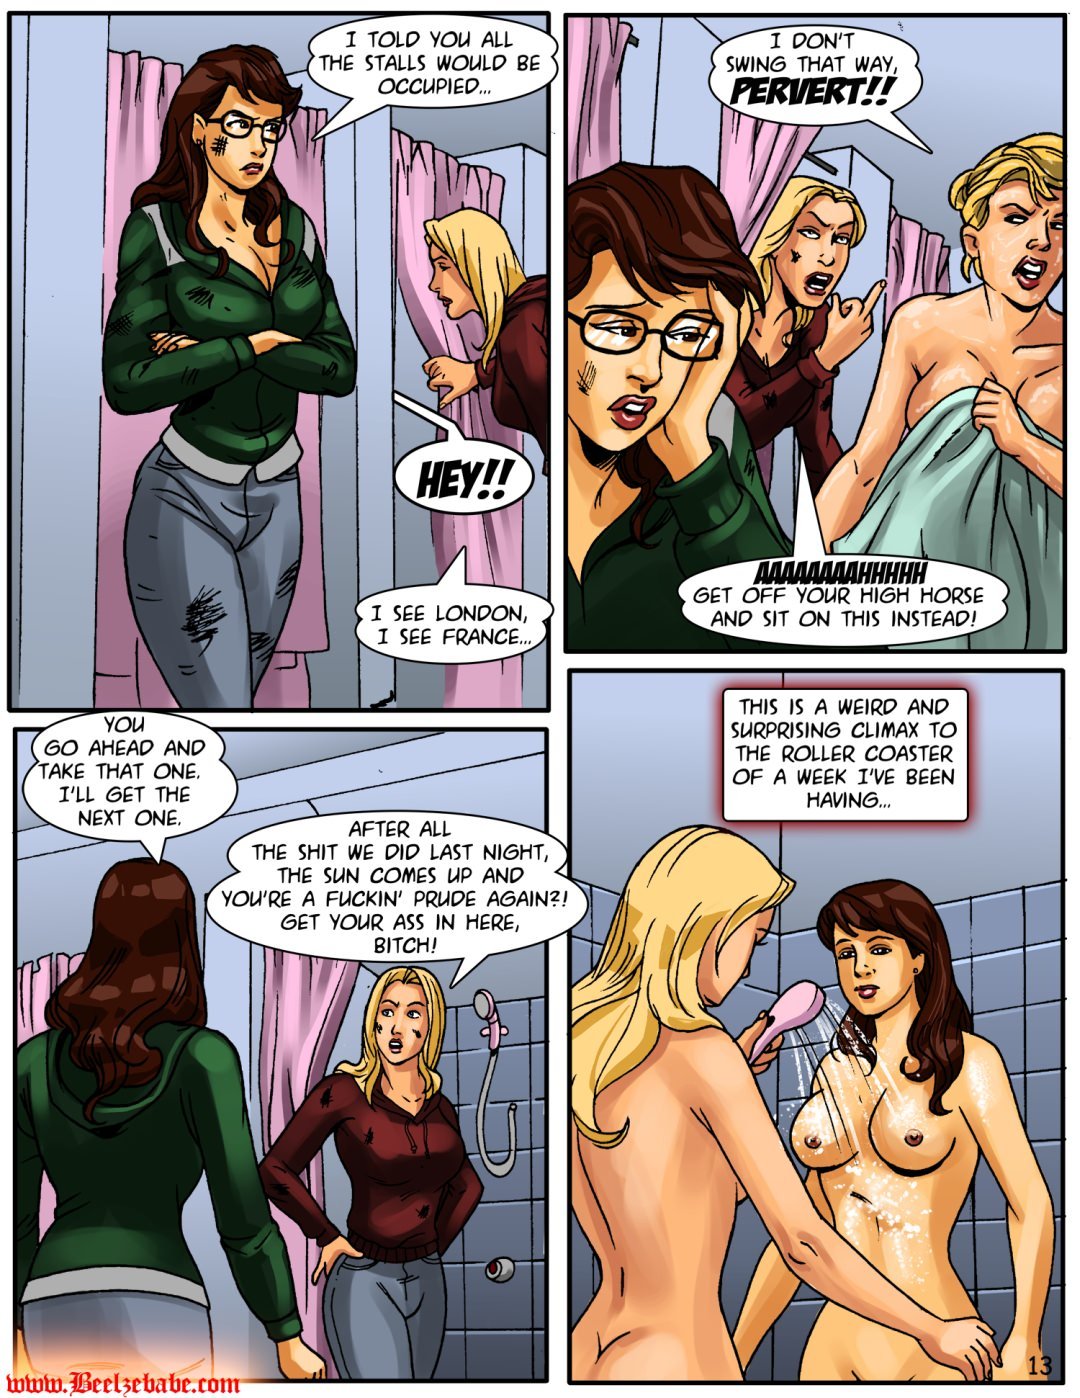 I TOLD YOU ALL
THE STALLS WOULD BE
OCCUPIED...
HEY!!
I SEE LONDON,
I SEE FRANCE...
I DON'T
SWING THAT WAY,
PERVERT!!
AAAAAAAAHHHHH
GET OFF YOUR HIGH HORSE
AND SIT ON THIS INSTEAD!
YOU
GO AHEAD AND
TAKE THAT ONE.
I'LL GET THE
NEXT ONE.
AFTER ALL
THE SHIT WE DID LAST NIGHT,
THE SUN COMES UP AND
YOU'RE A FUCKIN' PRUDE AGAIN?!
GET YOUR ASS IN HERE,
BITCH!
THIS IS A WEIRD AND
SURPRISING CLIMAX TO
THE ROLLER COASTER
OF A WEEK I'VE BEEN
HAVING...
www.Beelzebabe.com
13